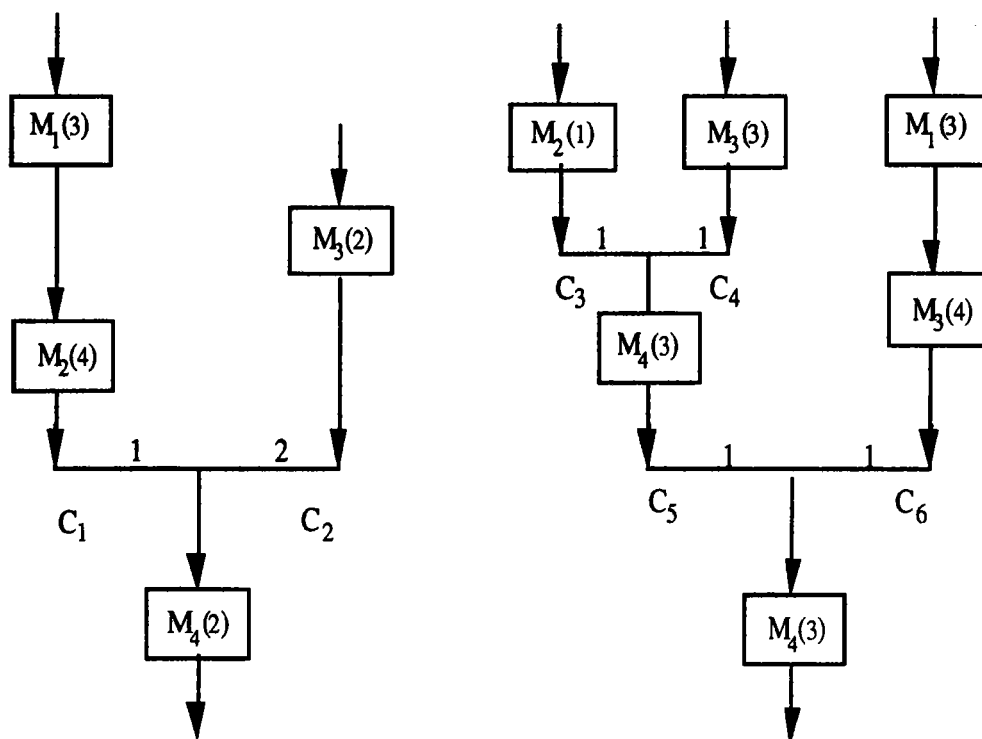 M₁(3)
M₂(1)
M₃(3)
M₁(3)
M₃(2)
1
1
C₃
C₄
M₃(4)
M₂(4)
M₄(3)
1
2
1
1
C₁
C₂
C₅
C₆
M₄(2)
M₄(3)